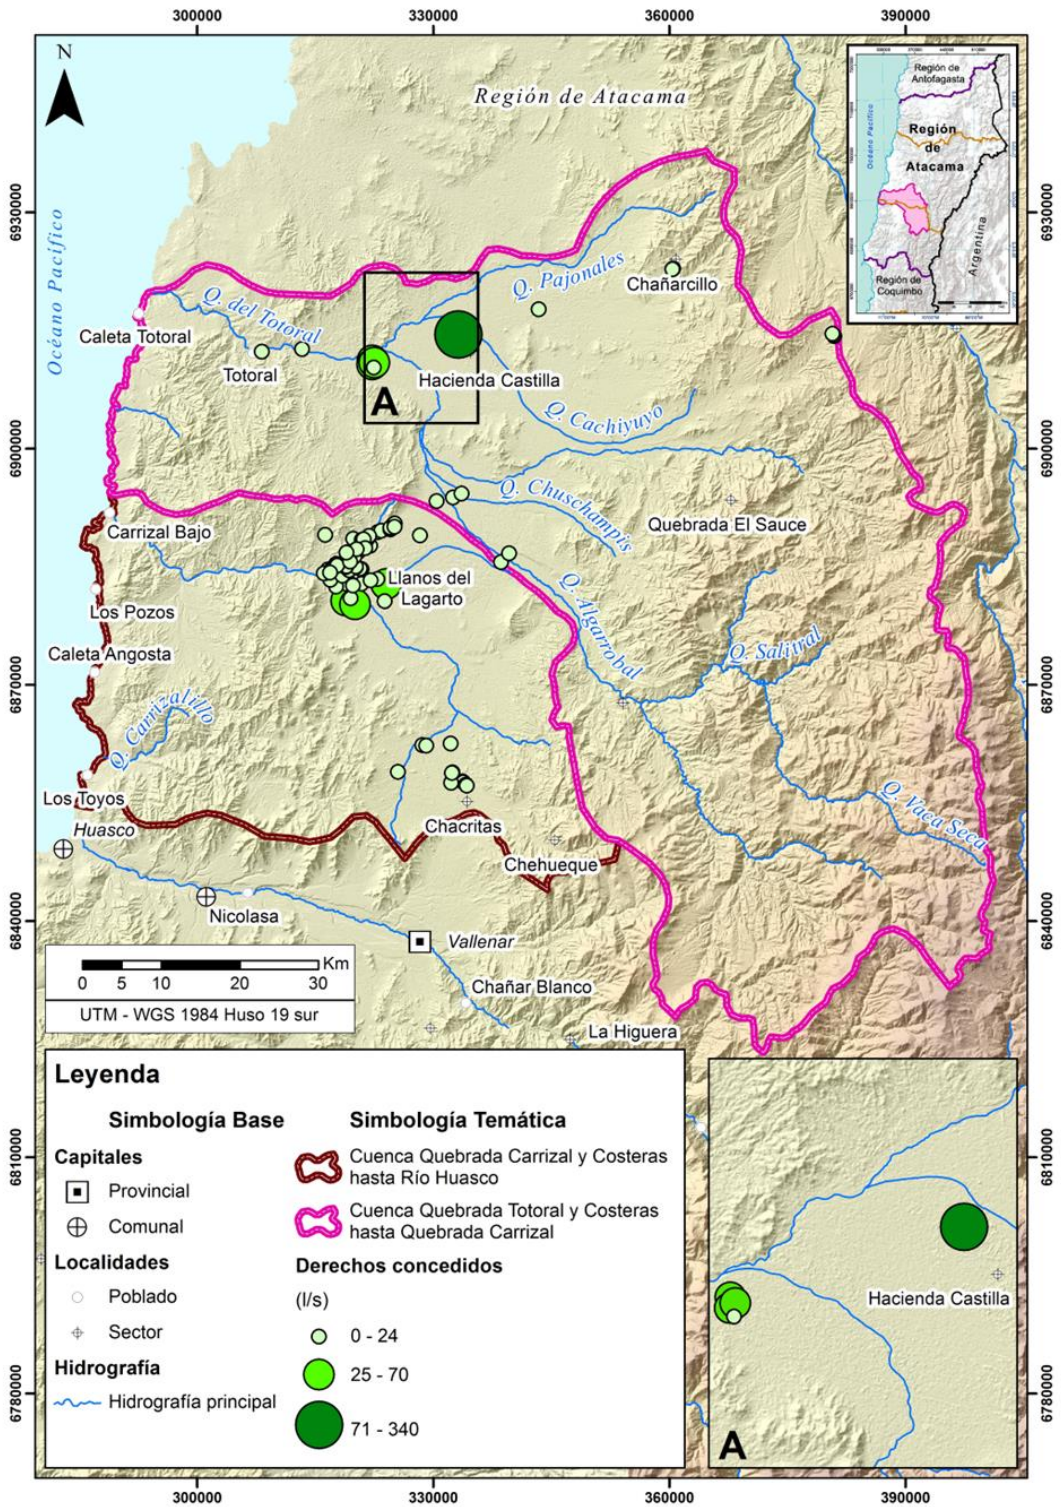 300000
330000
360000
390000
N
Región de Atacama
Región de
Antofagasta
Océano Pacífico
Región
de
Atacama
Argentina
Región de
Coquimbo
6930000
6930000
Océano Pacífico
Q. Pajonales
Chañarcillo
Q. del Totoral
Caleta Totoral
Totoral
Hacienda Castilla
A
Q. Cachiyuyo
6900000
6900000
Q. Chuschampis
Quebrada El Sauce
Carrizal Bajo
Llanos del
Lagarto
Los Pozos
Q. Algarrobal
Q. Salitral
Caleta Angosta
6870000
6870000
Q. Carrizalillo
Los Toyos
Q. Vaca Seca
Huasco
Chacritas
Chehueque
6840000
6840000
Nicolasa
Vallenar
Km
0 5 10 20 30
UTM - WGS 1984 Huso 19 sur
Chañar Blanco
La Higuera
Leyenda
Simbología Base
Capitales
Provincial
Comunal
Localidades
Poblado
Sector
Hidrografía
Hidrografía principal
Simbología Temática
Cuenca Quebrada Carrizal y Costeras
hasta Río Huasco
Cuenca Quebrada Totoral y Costeras
hasta Quebrada Carrizal
Derechos concedidos
(l/s)
0 - 24
25 - 70
71 - 340
6810000
6810000
Hacienda Castilla
A
6780000
6780000
300000
330000
360000
390000